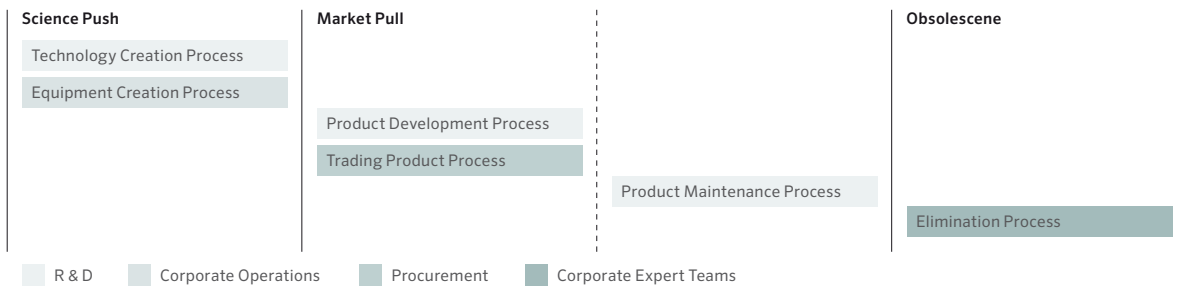 Science Push
Market Pull
Obsolescene
Technology Creation Process
Equipment Creation Process
Product Development Process
Trading Product Process
Product Maintenance Process
Elimination Process
R & D
Corporate Operations
Procurement
Corporate Expert Teams